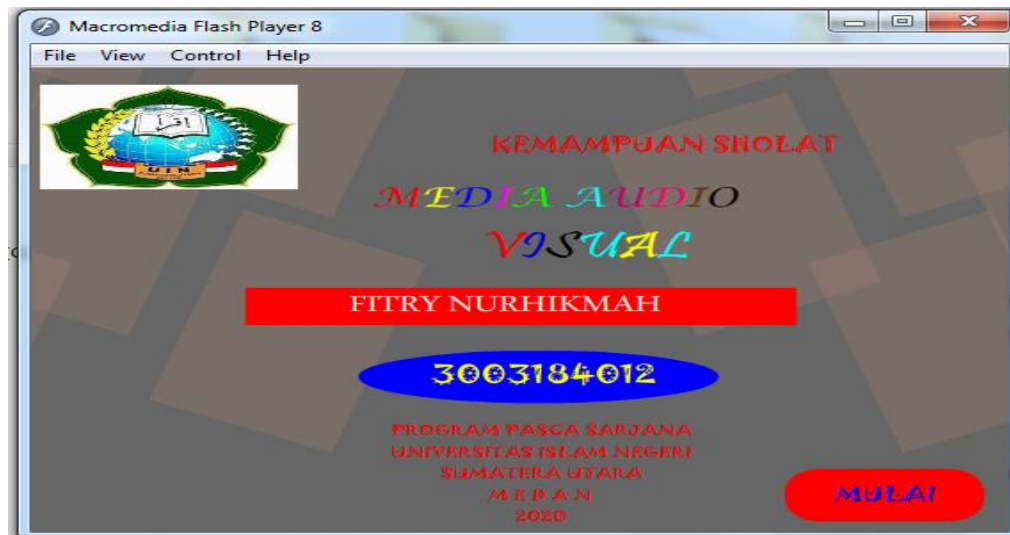 Macromedia Flash Player 8
File View Control Help
UIN
KEMAMPUAN SHOLAT
MEDIA AUDIO
VISUAL
FITRY NURHIKMAH
3003184012
PROGRAM PASCA SARJANA
UNIVERSITAS ISLAM NEGERI
SUMATERA UTARA
MEDAN
2020
MULAI